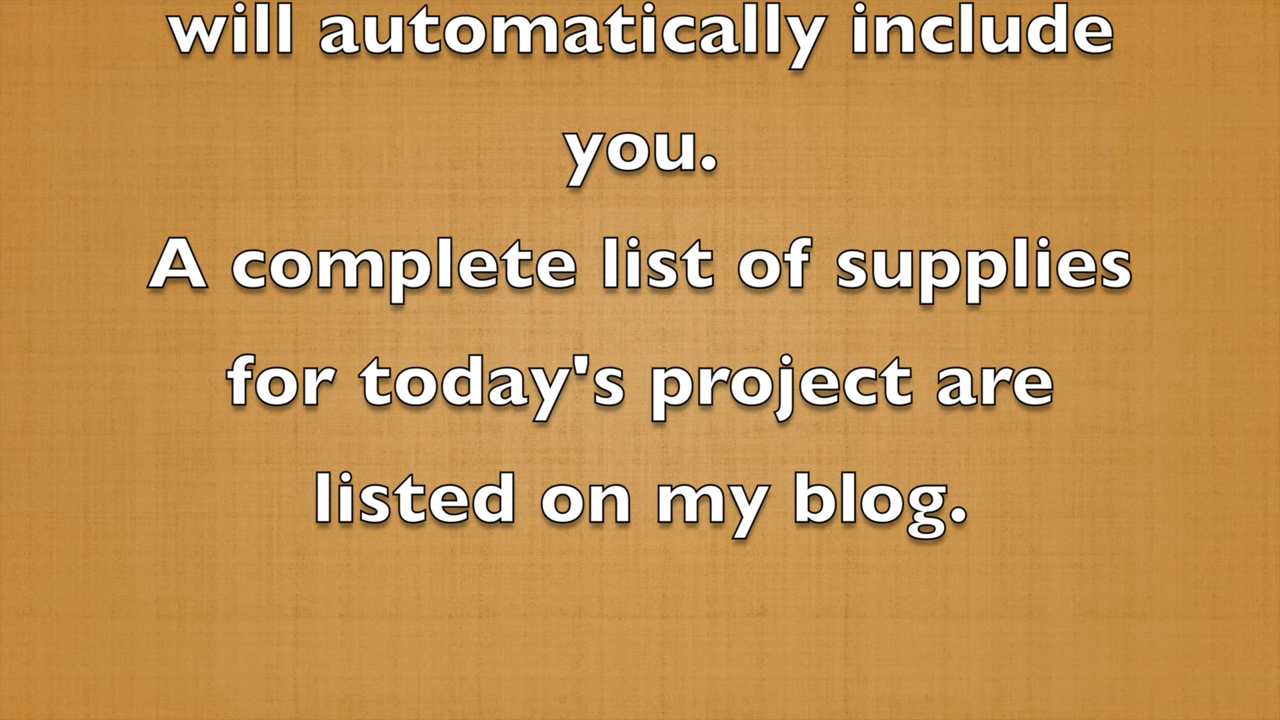 will automatically include
you.
A complete list of supplies
for today's project are
listed on my blog.